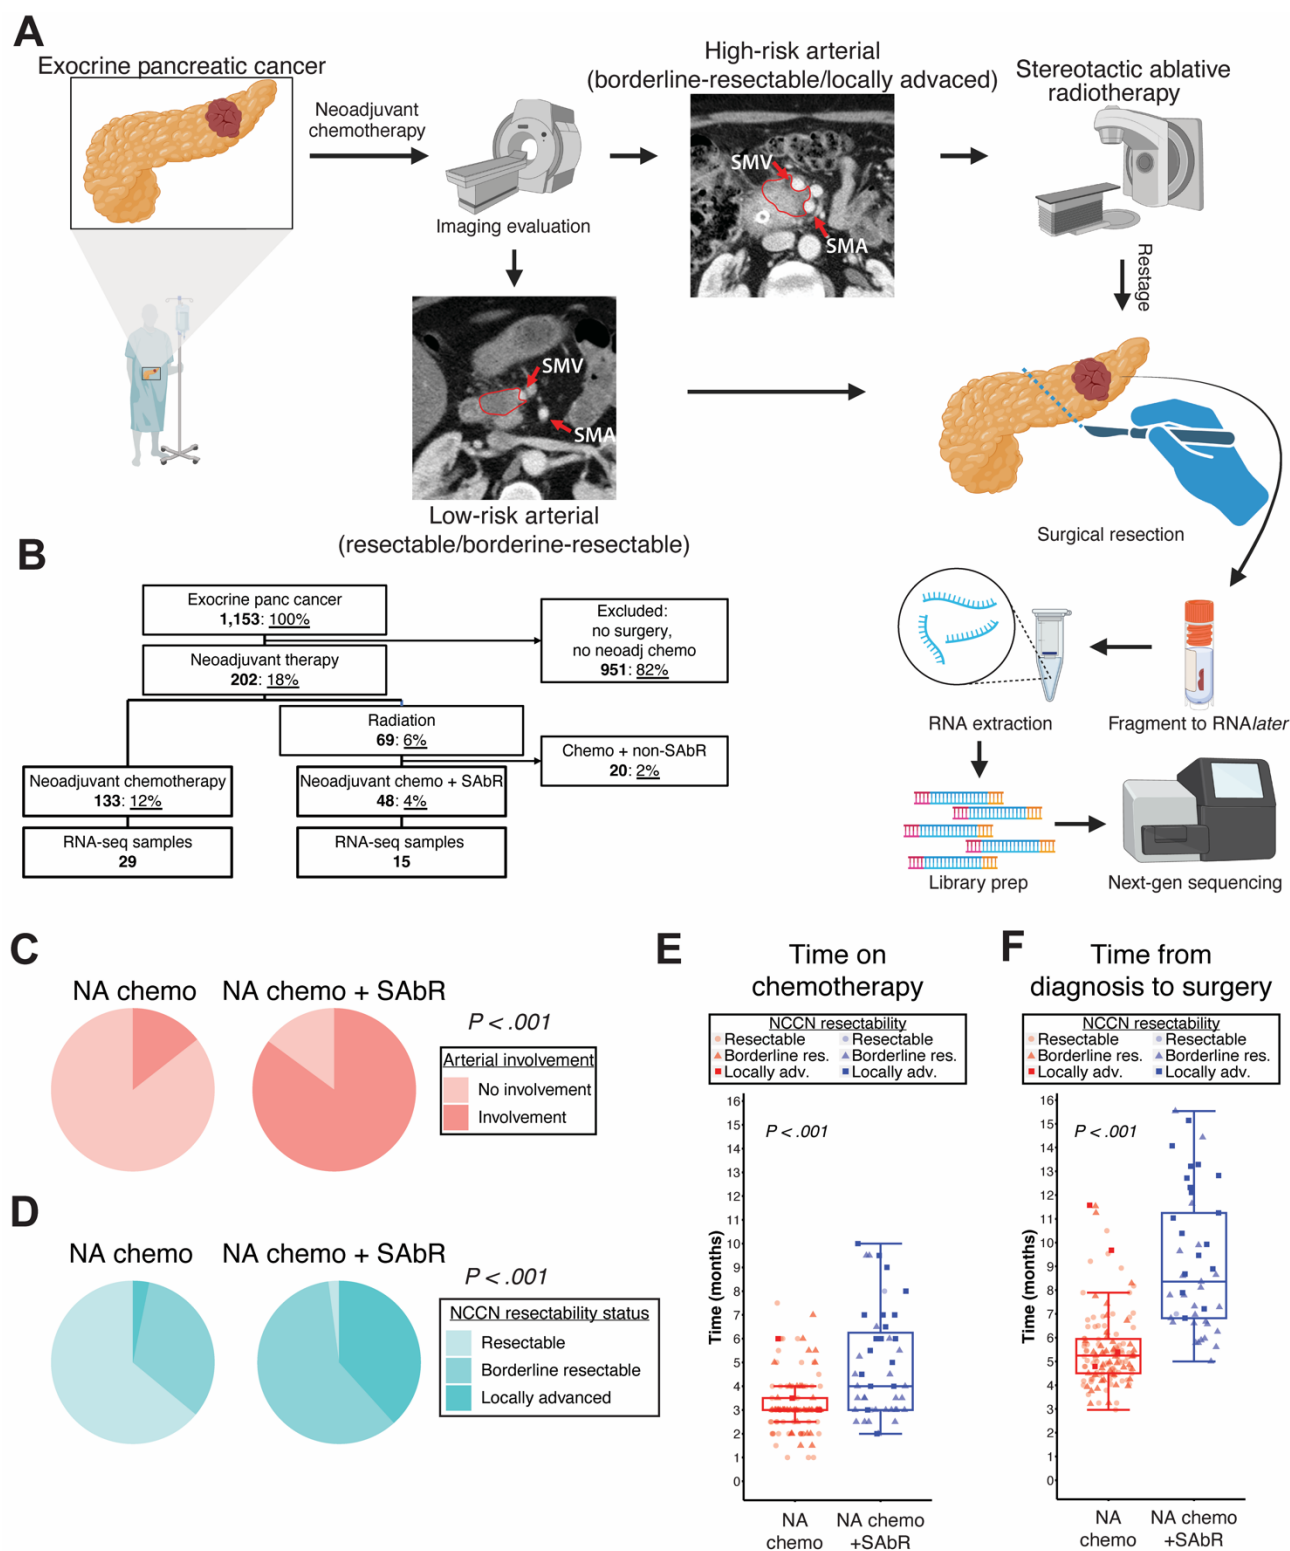 A
Exocrine pancreatic cancer
Neoadjuvant
chemotherapy
Imaging evaluation
High-risk arterial
(borderline-resectable/locally advaced)
SMV
SMA
Stereotactic ablative
radiotherapy
Restage
SMV
SMA
Low-risk arterial
(resectable/borderine-resectable)
Surgical resection
RNA extraction
Fragment to RNAlater
Library prep
Next-gen sequencing
B
Exocrine panc cancer
1,153: 100%
Excluded:
no surgery,
no neoadj chemo
951: 82%
Neoadjuvant therapy
202: 18%
Radiation
69: 6%
Chemo + non-SAbR
20: 2%
Neoadjuvant chemotherapy
133: 12%
Neoadjuvant chemo + SAbR
48: 4%
RNA-seq samples
29
RNA-seq samples
15
C
NA chemo
NA chemo + SAbR
P < .001
Arterial involvement
No involvement
Involvement
D
NA chemo
NA chemo + SAbR
P < .001
NCCN resectability status
Resectable
Borderline resectable
Locally advanced
E
Time on
chemotherapy
NCCN resectability
Resectable
Resectable
Borderline res.
Borderline res.
Locally adv.
Locally adv.
P < .001
Time (months)
16
15
14
13
12
11
10
9
8
7
6
5
4
3
2
1
0
NA
chemo
NA chemo
+SAbR
F
Time from
diagnosis to surgery
NCCN resectability
Resectable
Resectable
Borderline res.
Borderline res.
Locally adv.
Locally adv.
P < .001
Time (months)
16
15
14
13
12
11
10
9
8
7
6
5
4
3
2
1
0
NA
chemo
NA chemo
+SAbR